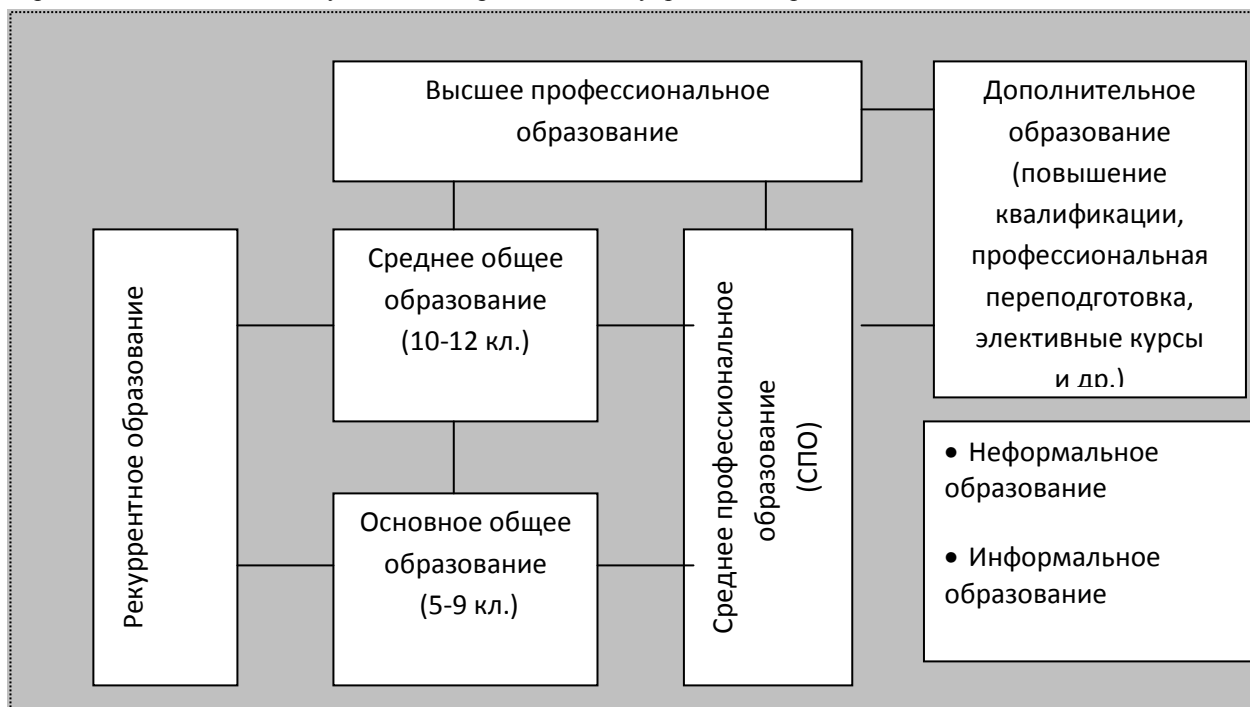 Высшее профессиональное
образование
Дополнительное
образование
(повышение
квалификации,
профессиональная
переподготовка,
элективные курсы
и др.)
Рекуррентное образование
Среднее общее
образование
(10-12 кл.)
Среднее профессиональное
образование
(СПО)
Основное общее
образование
(5-9 кл.)
• Неформальное
образование
• Информальное
образование